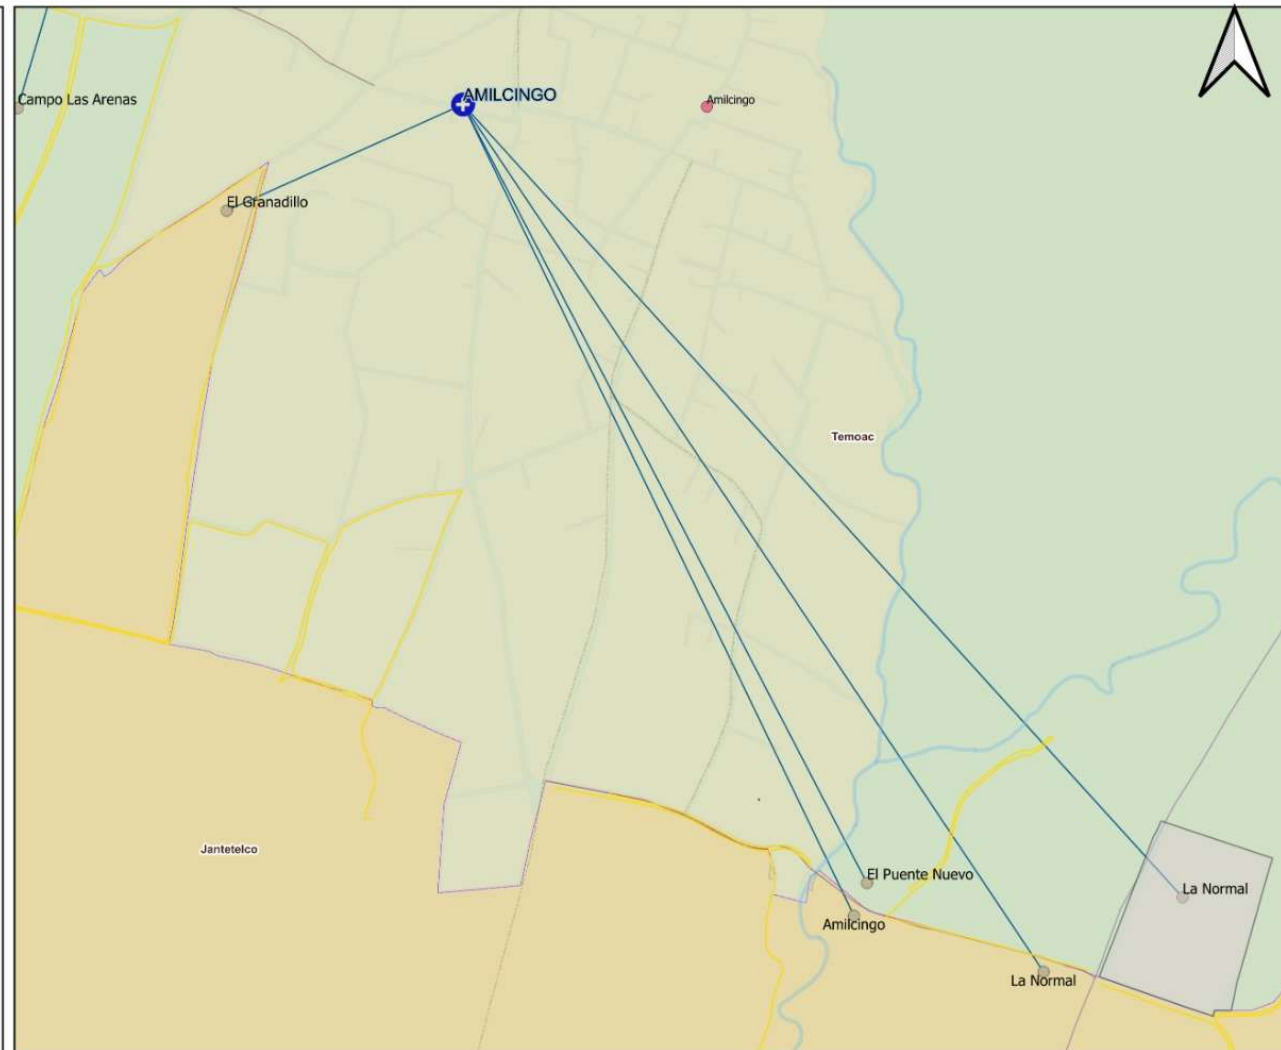 AMILCINGO
Campo Las Arenas
Amilcingo
El Granadillo
Temoac
Jantetelco
El Puente Nuevo
La Normal
Amilcingo
La Normal